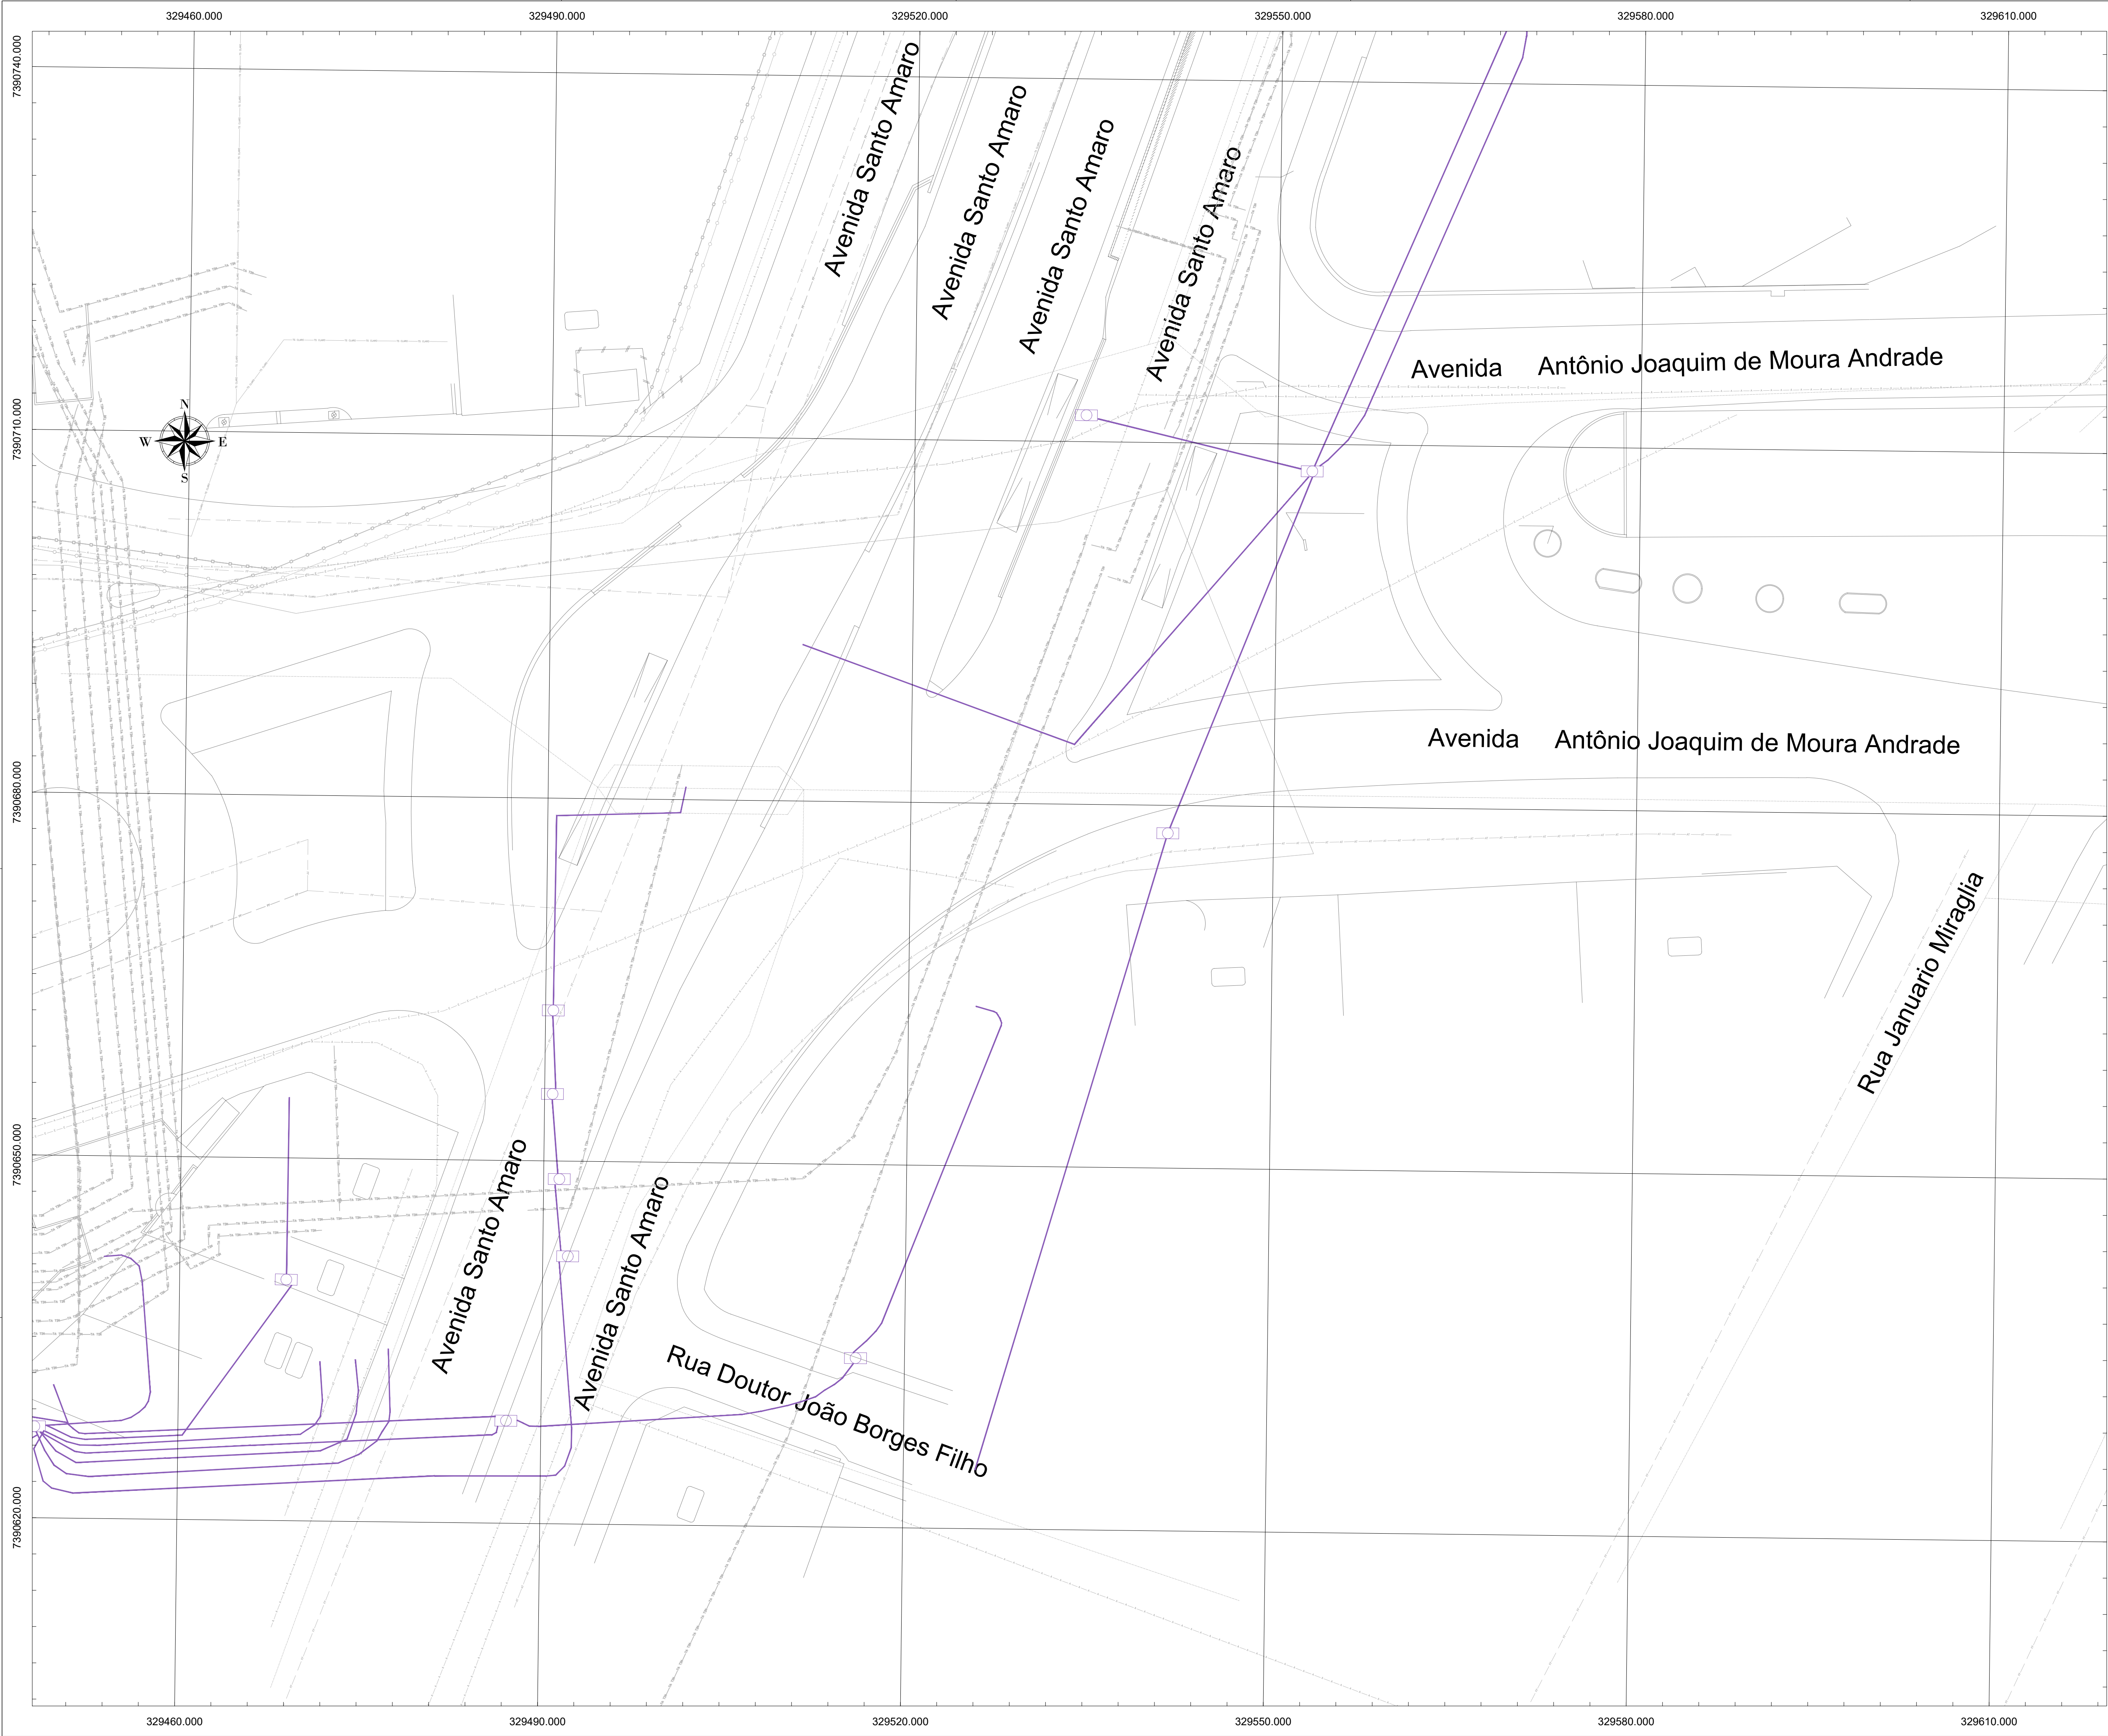 329460.000
329490.000
329520.000
329550.000
329580.000
329610.000
7390740.000
7390710.000
7390680.000
7390650.000
7390620.000
Avenida Santo Amaro
Avenida Santo Amaro
Avenida Santo Amaro
Avenida Santo Amaro
Avenida Antônio Joaquim de Moura Andrade
N
W
E
S
Avenida Antônio Joaquim de Moura Andrade
Rua Januario Miraglia
Avenida Santo Amaro
Avenida Santo Amaro
Rua Doutor João Borges Filho
329460.000
329490.000
329520.000
329550.000
329580.000
329610.000